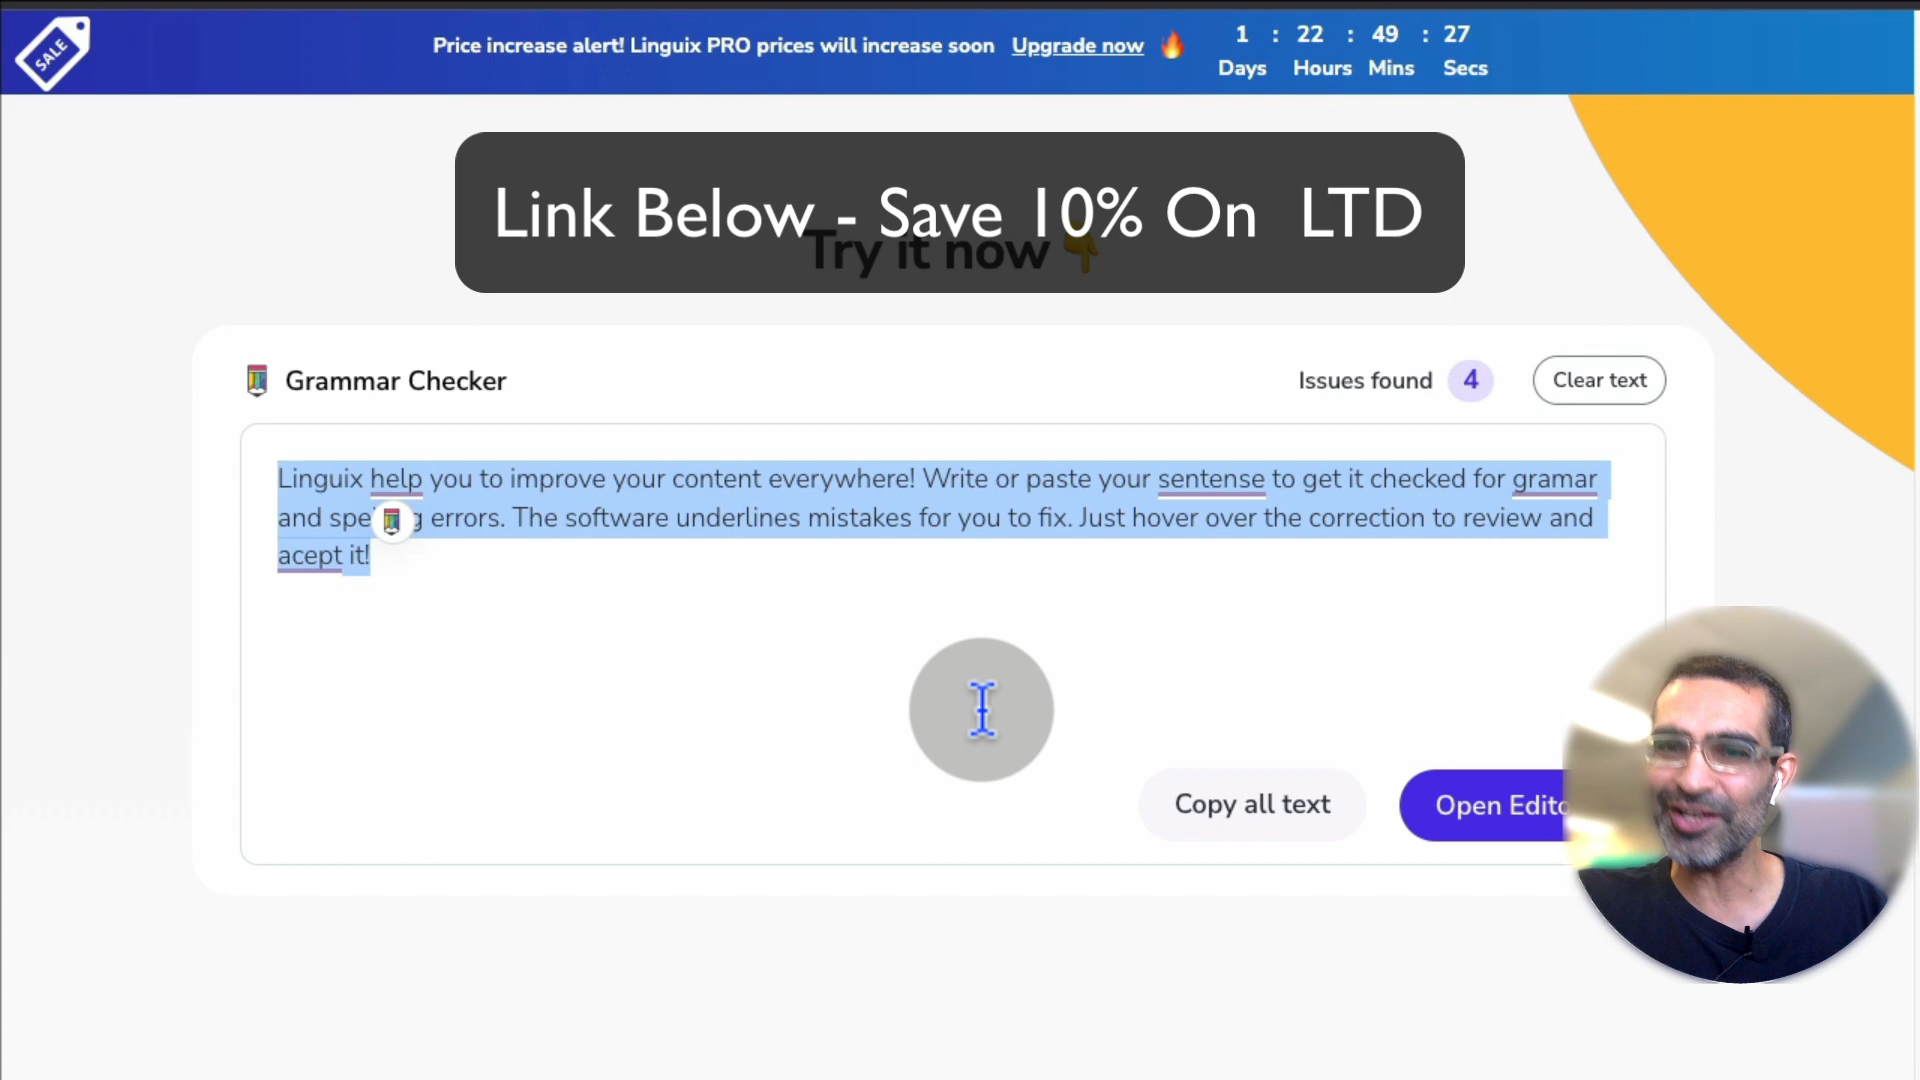 SALE
Price increase alert! Linguix PRO prices will increase soon Upgrade now
1 : 22 : 49 : 27
Days Hours Mins Secs
Link Below - Save 10% On LTD
Try it now
Grammar Checker
Issues found 4
Clear text
Linguix help you to improve your content everywhere! Write or paste your sentence to get it checked for gramar
and spe g errors. The software underlines mistakes for you to fix. Just hover over the correction to review and
acept it!
Copy all text
Open Edito